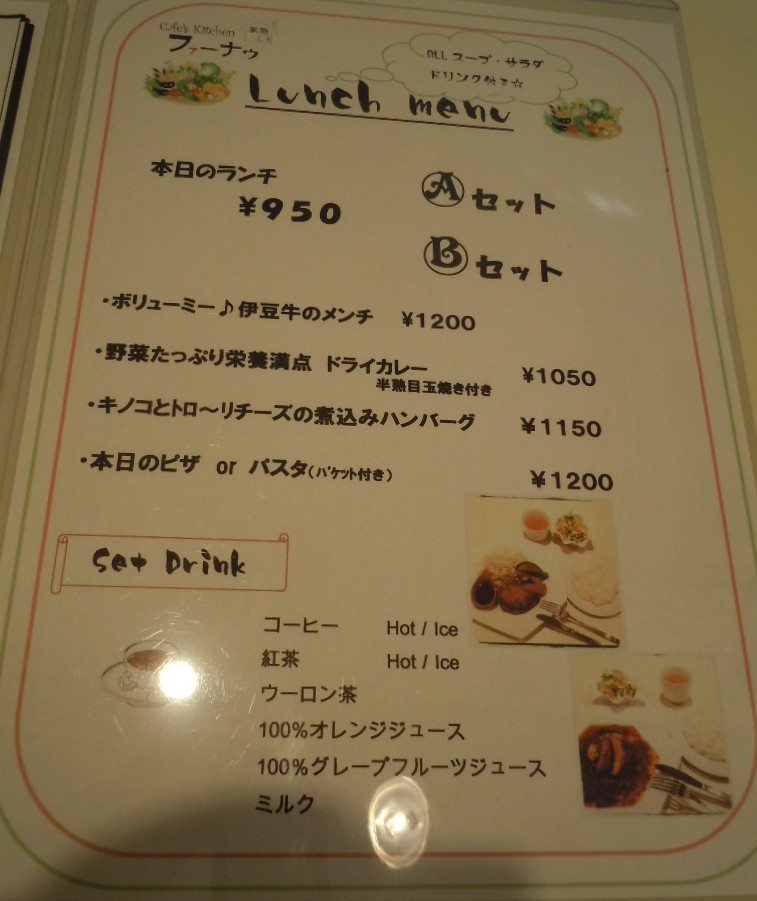 Cafe's Kitchen
ファーナゥ
ALL スープ・サラダ
ドリンク付き☆
Lunch menu
本日のランチ
¥950
Aセット
Bセット
・ボリューミー♪伊豆牛のメンチ ¥1200
・野菜たっぷり栄養満点 ドライカレー ¥1050
半熟目玉焼き付き
・キノコとトロ~リチーズの煮込みハンバーグ ¥1150
・本日のピザ or パスタ(バケット付き) ¥1200
Set Drink
コーヒー Hot / Ice
紅茶 Hot / Ice
ウーロン茶
100%オレンジジュース
100%グレープフルーツジュース
ミルク